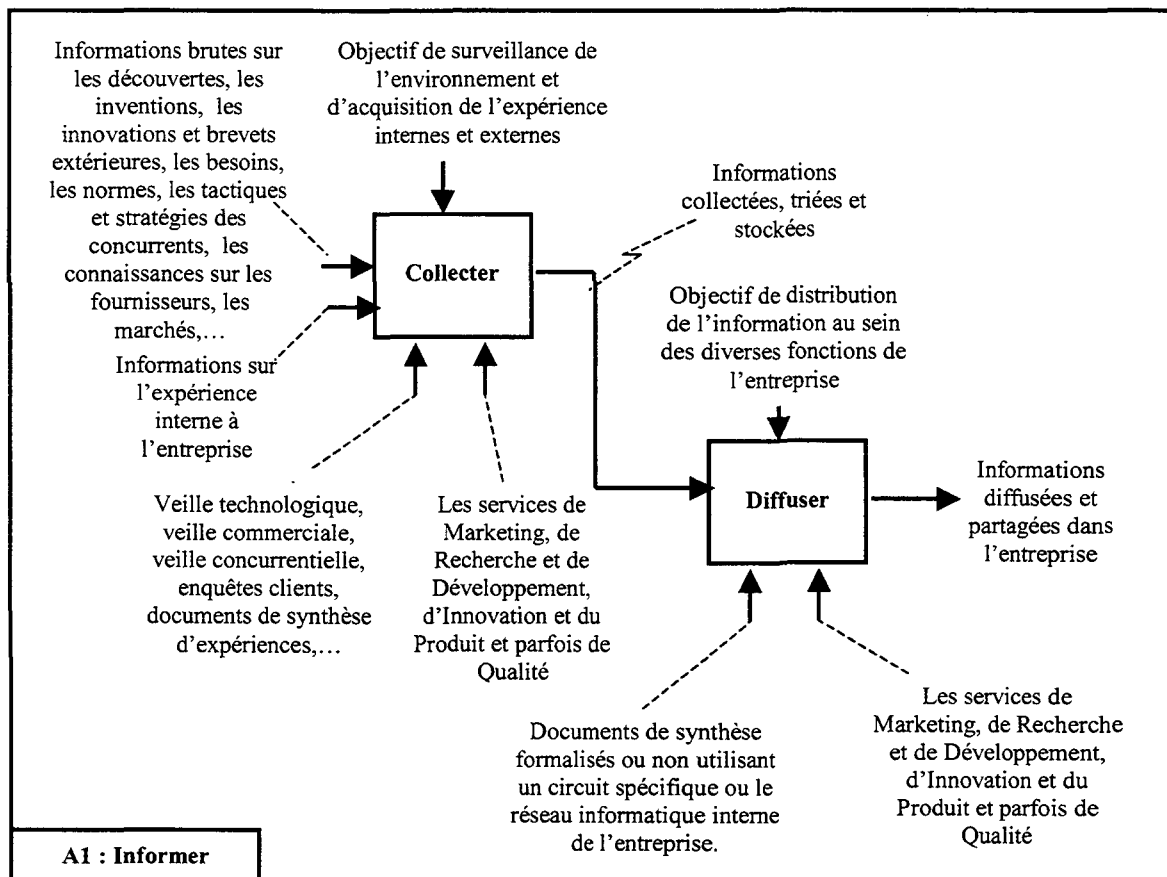 Informations brutes sur
les découvertes, les
inventions, les
innovations et brevets
extérieures, les besoins,
les normes, les tactiques
et stratégies des
concurrents, les
connaissances sur les
fournisseurs, les
marchés,…
Objectif de surveillance de
l'environnement et
d'acquisition de l'expérience
internes et externes
Informations
collectées, triées et
stockées
Collecter
Informations sur
l'expérience
interne à
l'entreprise
Objectif de distribution
de l'information au sein
des diverses fonctions de
l'entreprise
Veille technologique,
veille commerciale,
veille concurrentielle,
enquêtes clients,
documents de synthèse
d'expériences,…
Les services de
Marketing, de
Recherche et de
Développement,
d'Innovation et du
Produit et parfois de
Qualité
Diffuser
Informations
diffusées et
partagées dans
l'entreprise
Documents de synthèse
formalisés ou non utilisant
un circuit spécifique ou le
réseau informatique interne
de l'entreprise.
Les services de
Marketing, de Recherche
et de Développement,
d'Innovation et du
Produit et parfois de
Qualité
A1 : Informer